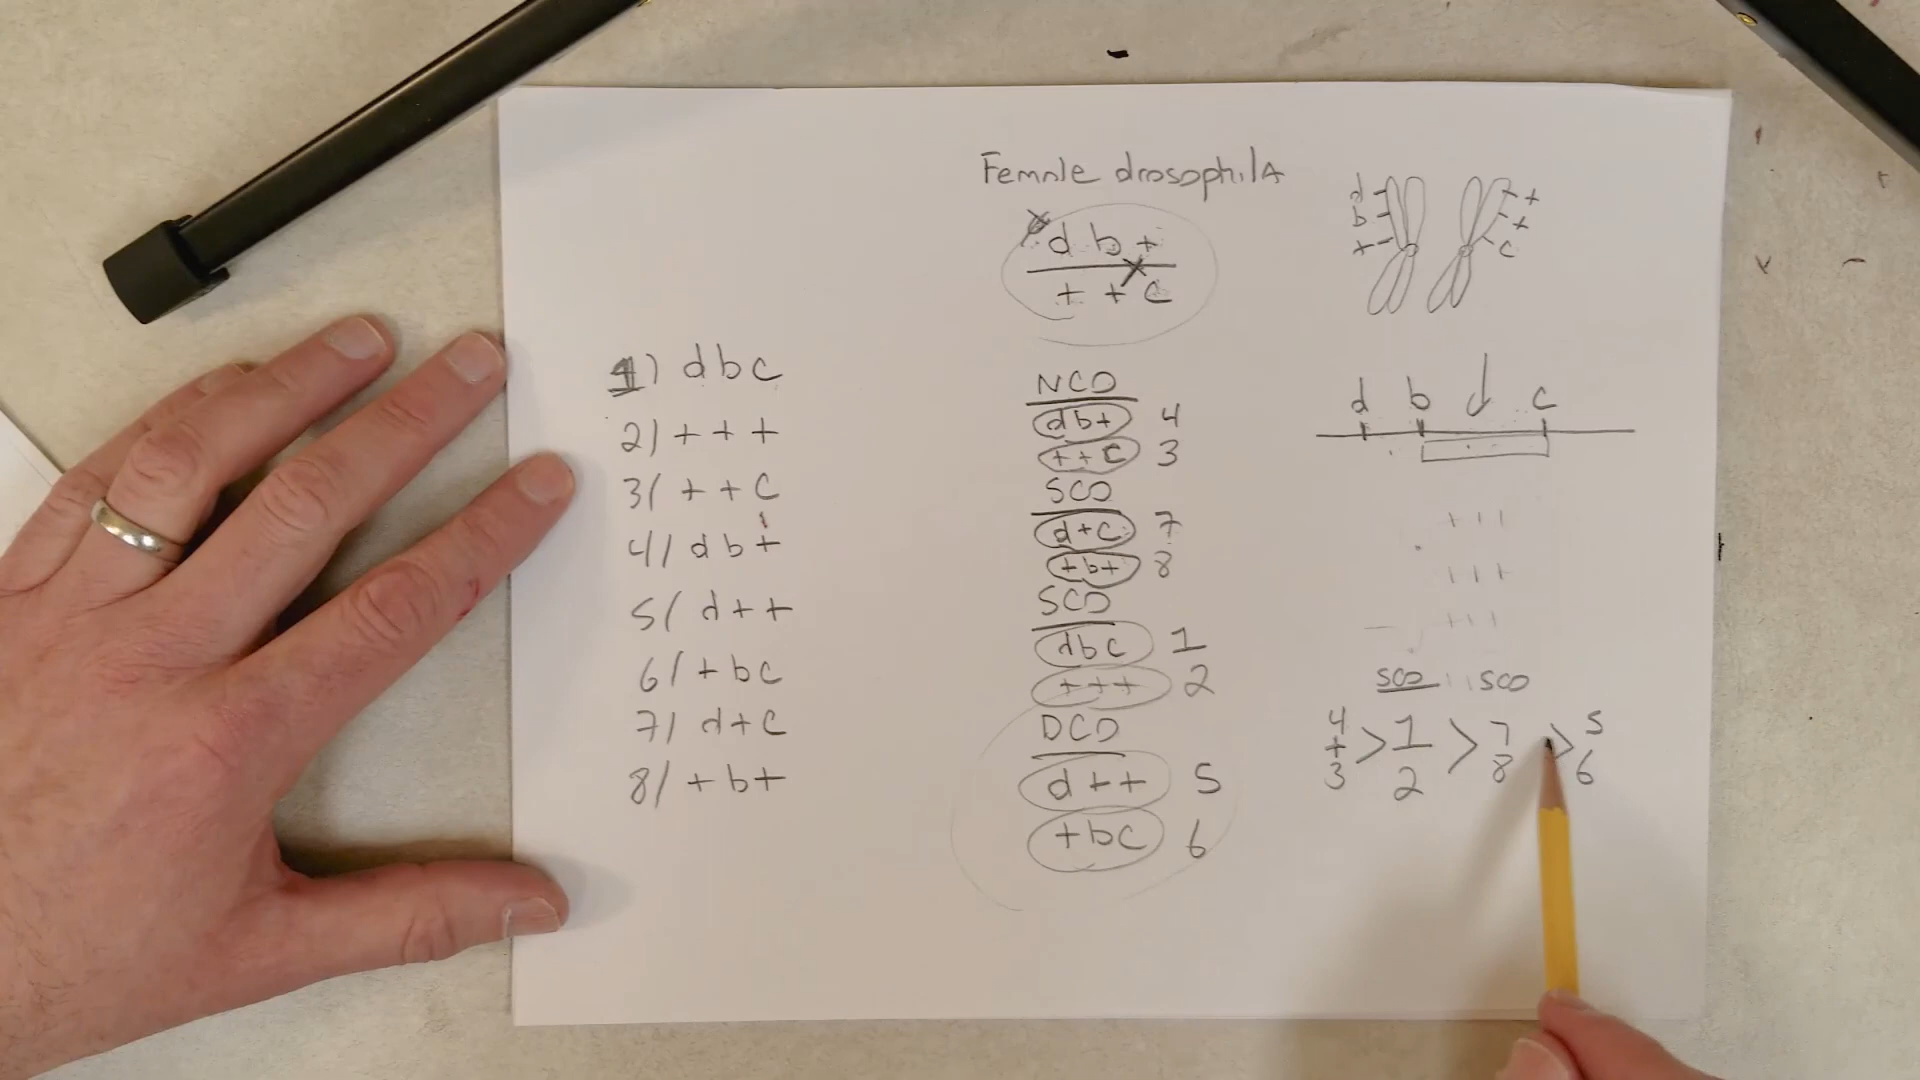 Female drosophilA
d b +
+ + c
d
b
+
+
+
c
1) d b c
2) + + +
3/ + + c
4/ d b +
5/ d + +
6/ + b c
7/ d + c
8/ + b +
NCO
d b + 4
+ + c 3
SCO
d + c 7
+ b + 8
SCO
d b c 1
+ + + 2
DCO
d + + 5
+ b c 6
d b c
SCO SCO
4 + 3 > 1 2 > 7 8 > 5 6